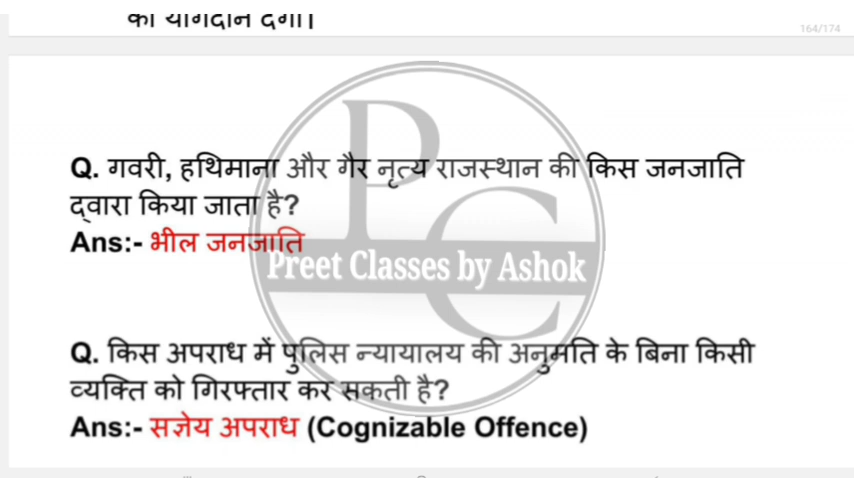 का योगदान देगा।
164/174
Q. गवरी, हथिमाना और गैर नृत्य राजस्थान की किस जनजाति
द्वारा किया जाता है?
Ans:- भील जनजाति
Preet Classes by Ashok
Q. किस अपराध में पुलिस न्यायालय की अनुमति के बिना किसी
व्यक्ति को गिरफ्तार कर सकती है?
Ans:- सज्ञेय अपराध (Cognizable Offence)